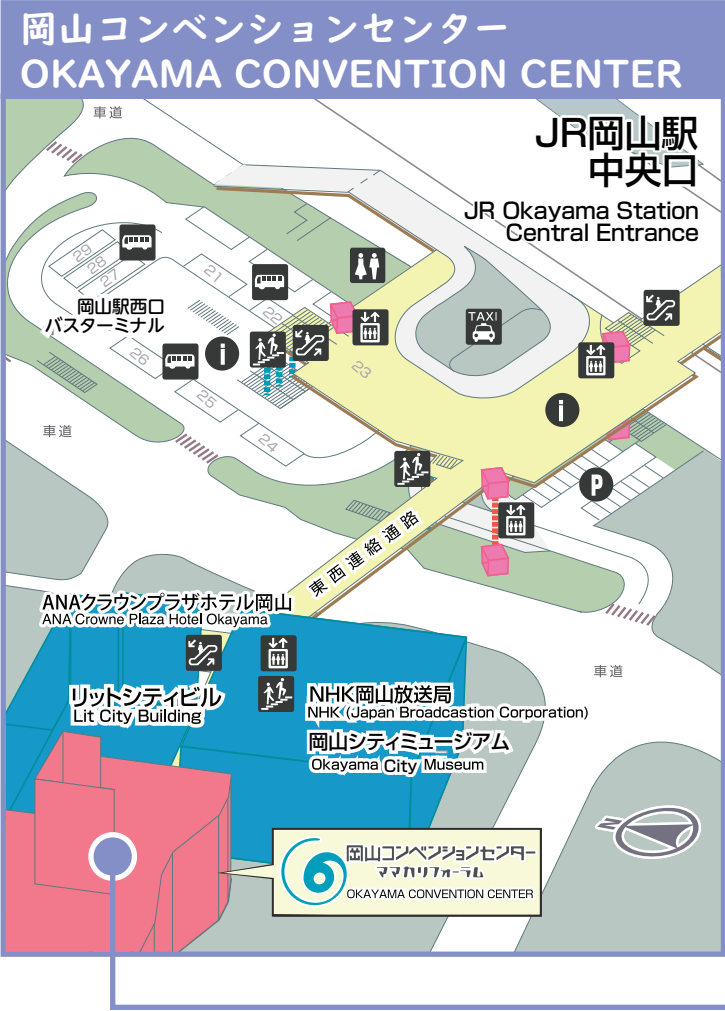 岡山コンベンションセンター
OKAYAMA CONVENTION CENTER
車道
JR岡山駅
中央口
JR Okayama Station
Central Entrance
29
28
27
21
22
岡山駅西口
バスターミナル
TAXI
i
26
23
25
i
24
車道
P
東西連絡通路
ANAクラウンプラザホテル岡山
ANA Crowne Plaza Hotel Okayama
車道
リットシティビル
Lit City Building
NHK岡山放送局
NHK (Japan Broadcastion Corporation)
岡山シティミュージアム
Okayama City Museum
N
岡山コンベンションセンター
ママカリフォーラム
OKAYAMA CONVENTION CENTER